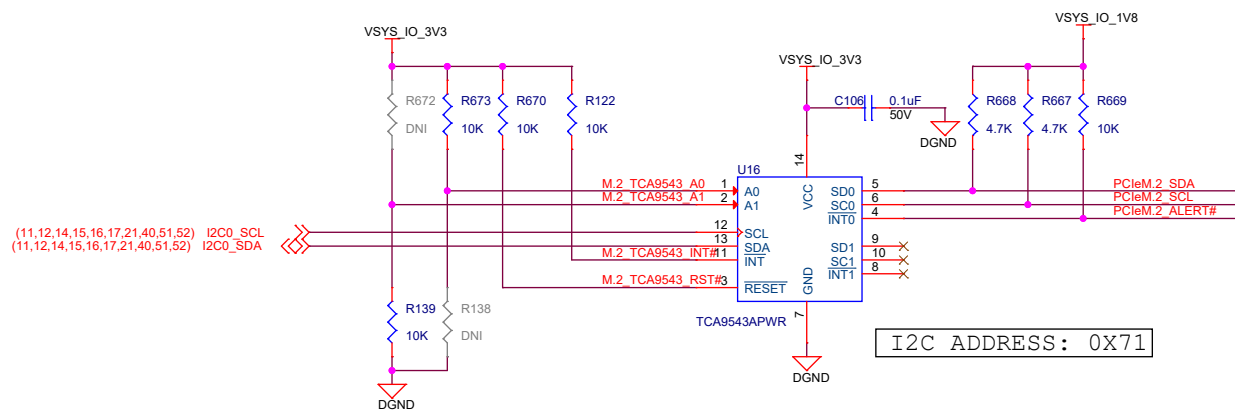 VSYS_IO_1V8
VSYS_IO_3V3
VSYS_IO_3V3
R672
R673
R670
R122
DNI
10K
10K
10K
C106
0.1uF
50V
DGND
R668
R667
R669
4.7K
4.7K
10K
U16
14
VCC
M.2_TCA9543_A0
1
A0
M.2_TCA9543_A1
2
A1
(11,12,14,15,16,17,21,40,51,52)
I2C0_SCL
12
SCL
(11,12,14,15,16,17,21,40,51,52)
I2C0_SDA
13
SDA
M.2_TCA9543_INT#
11
INT
M.2_TCA9543_RST#
3
RESET
SD0
5
PCIeM.2_SDA
SC0
6
PCIeM.2_SCL
INT0
4
PCIeM.2_ALERT#
SD1
9
SC1
10
INT1
8
GND
7
TCA9543APWR
R139
R138
10K
DNI
I2C ADDRESS: 0X71
DGND
DGND